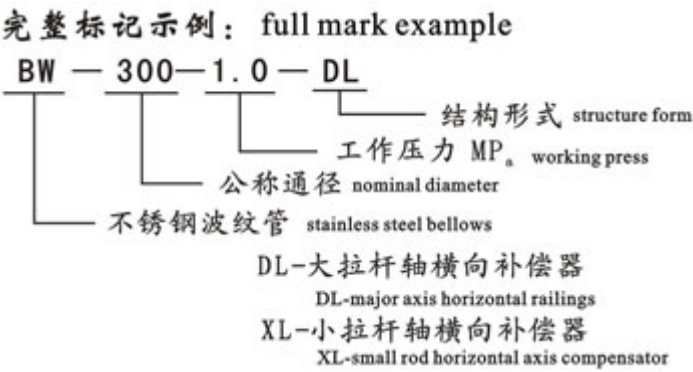 完整标记示例: full mark example
BW — 300—1.0 — DL
结构形式 structure form
工作压力 MPa working press
公称通径 nominal diameter
不锈钢波纹管 stainless steel bellows
DL-大拉杆轴横向补偿器
DL-major axis horizontal railings
XL-小拉杆轴横向补偿器
XL-small rod horizontal axis compensator